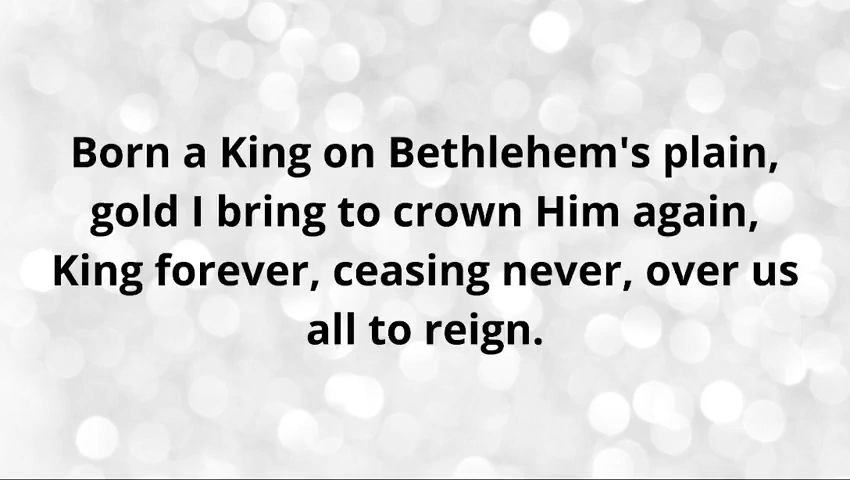 Born a King on Bethlehem's plain,
gold I bring to crown Him again,
King forever, ceasing never, over us
all to reign.